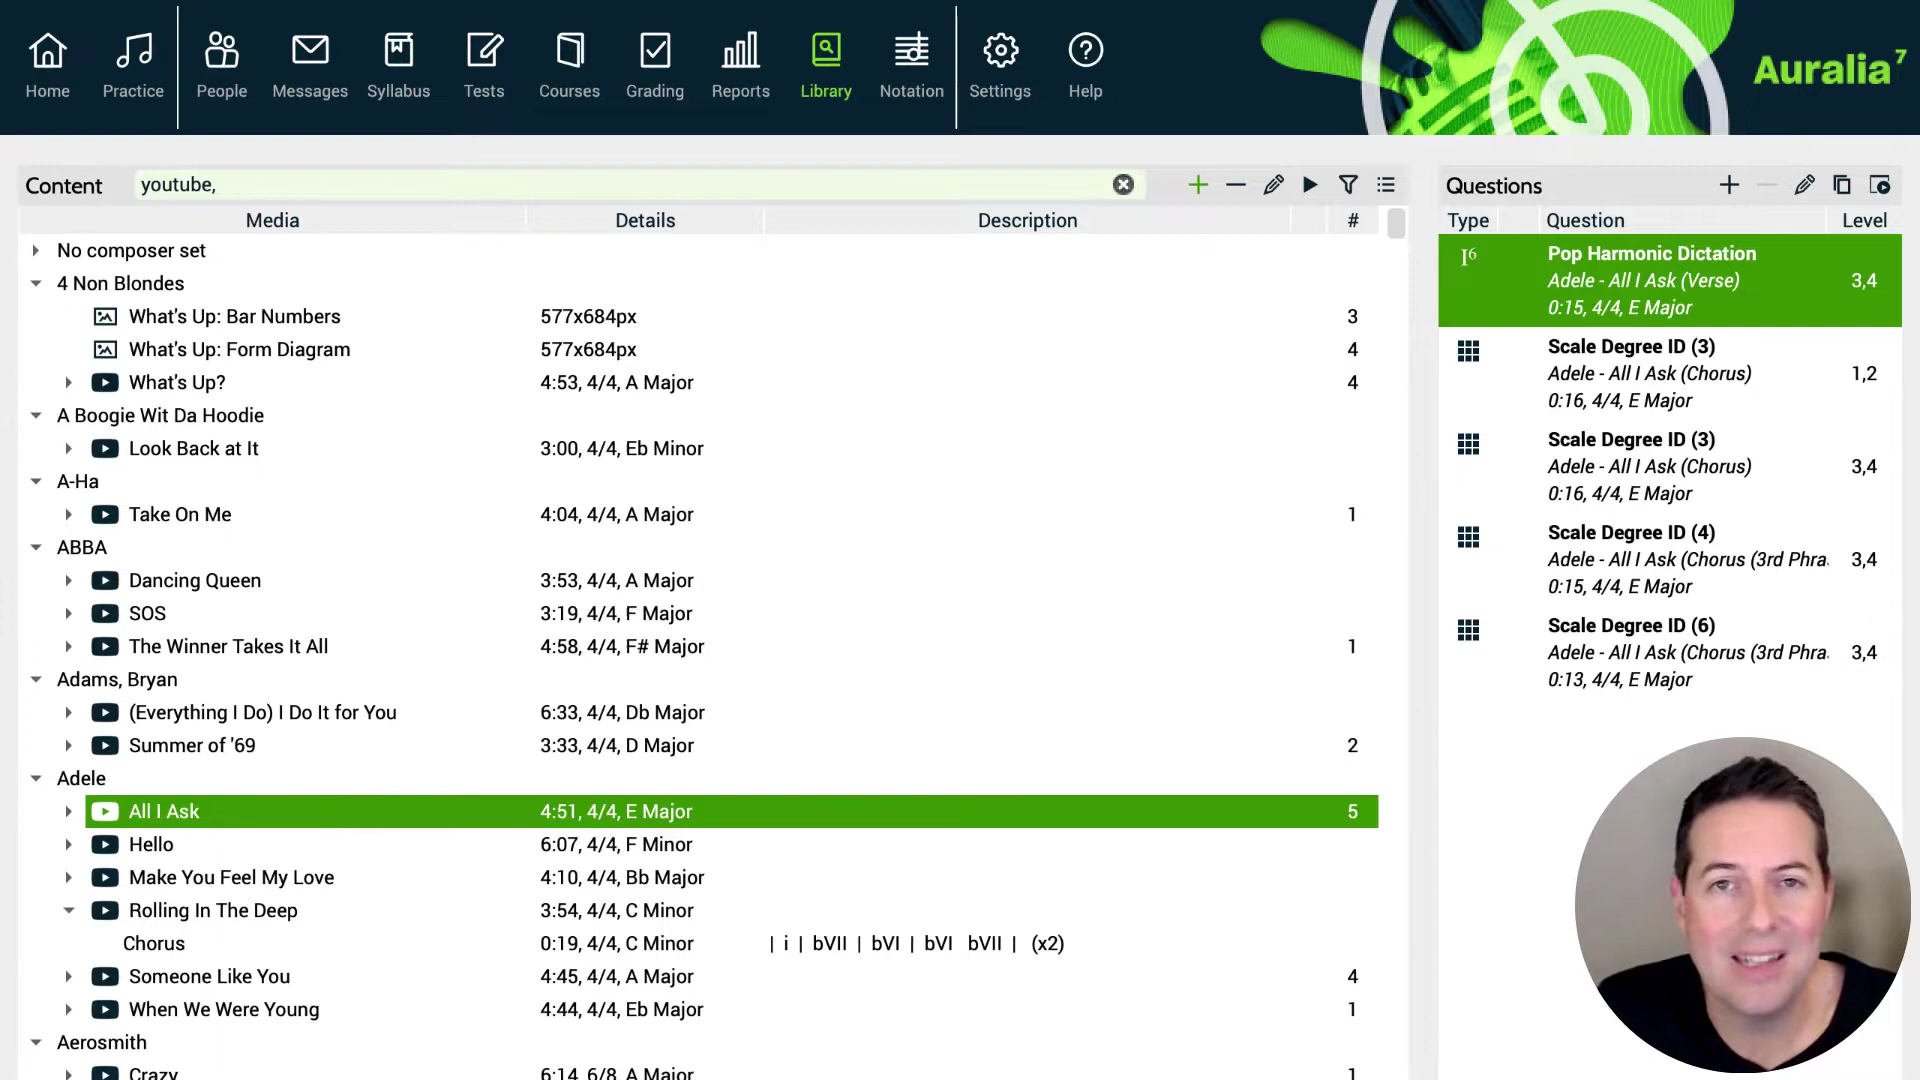 Home
Practice
People
Messages
Syllabus
Tests
Courses
Grading
Reports
Library
Notation
Settings
Help
Auralia 7
Content
youtube,
Media Details Description #
No composer set
4 Non Blondes
What's Up: Bar Numbers 577x684px 3
What's Up: Form Diagram 577x684px 4
What's Up? 4:53, 4/4, A Major 4
A Boogie Wit Da Hoodie
Look Back at It 3:00, 4/4, Eb Minor
A-Ha
Take On Me 4:04, 4/4, A Major 1
ABBA
Dancing Queen 3:53, 4/4, A Major
SOS 3:19, 4/4, F Major
The Winner Takes It All 4:58, 4/4, F# Major 1
Adams, Bryan
(Everything I Do) I Do It for You 6:33, 4/4, Db Major
Summer of '69 3:33, 4/4, D Major 2
Adele
All I Ask 4:51, 4/4, E Major 5
Hello 6:07, 4/4, F Minor
Make You Feel My Love 4:10, 4/4, Bb Major
Rolling In The Deep 3:54, 4/4, C Minor
Chorus 0:19, 4/4, C Minor | i | bVII | bVI | bVI bVII | (x2)
Someone Like You 4:45, 4/4, A Major 4
When We Were Young 4:44, 4/4, Eb Major 1
Aerosmith
Crazy 6:14, 6/8, A Major 1
Questions
Type Question Level
I6 Pop Harmonic Dictation
Adele - All I Ask (Verse) 3,4
0:15, 4/4, E Major
Scale Degree ID (3)
Adele - All I Ask (Chorus) 1,2
0:16, 4/4, E Major
Scale Degree ID (3)
Adele - All I Ask (Chorus) 3,4
0:16, 4/4, E Major
Scale Degree ID (4)
Adele - All I Ask (Chorus (3rd Phra 3,4
0:15, 4/4, E Major
Scale Degree ID (6)
Adele - All I Ask (Chorus (3rd Phra 3,4
0:13, 4/4, E Major